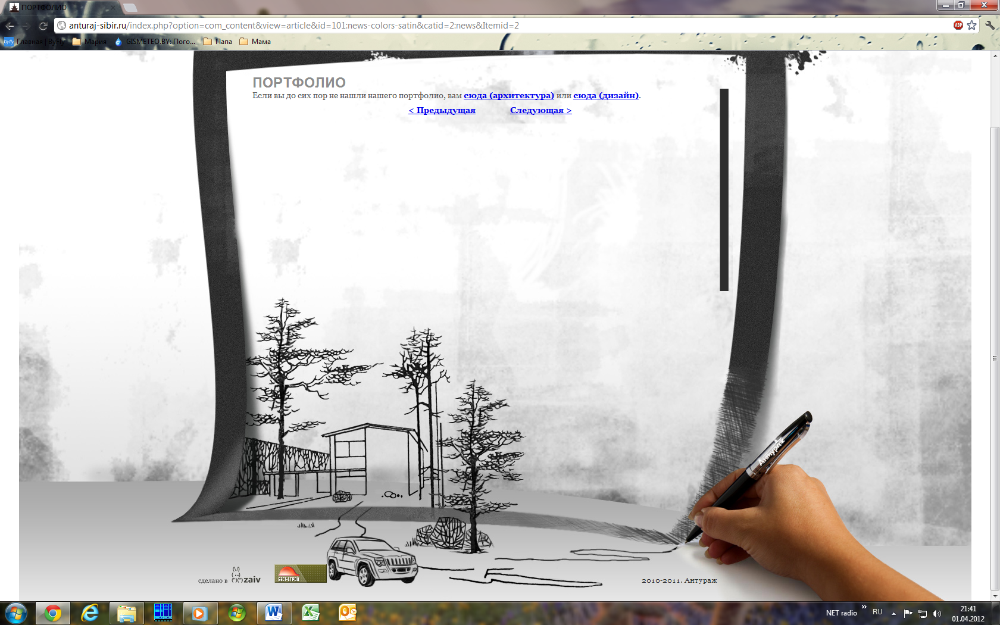 ПОРТФОЛИО
anturaj-sibir.ru/index.php?option=com_content&view=article&id=101:news-colors-satin&catid=2:news&Itemid=2
ABP
byfly Главная | ByFly Мария GISMETEO.BY: Пого... Папа Мама
ПОРТФОЛИО
Если вы до сих пор не нашли нашего портфолио, вам сюда (архитектура) или сюда (дизайн).
< Предыдущая Следующая >
Антураж
сделано в zaiv
БЕСТ-СТРОЙ
2010-2011. Антураж
NET radio » RU 21:41
01.04.2012